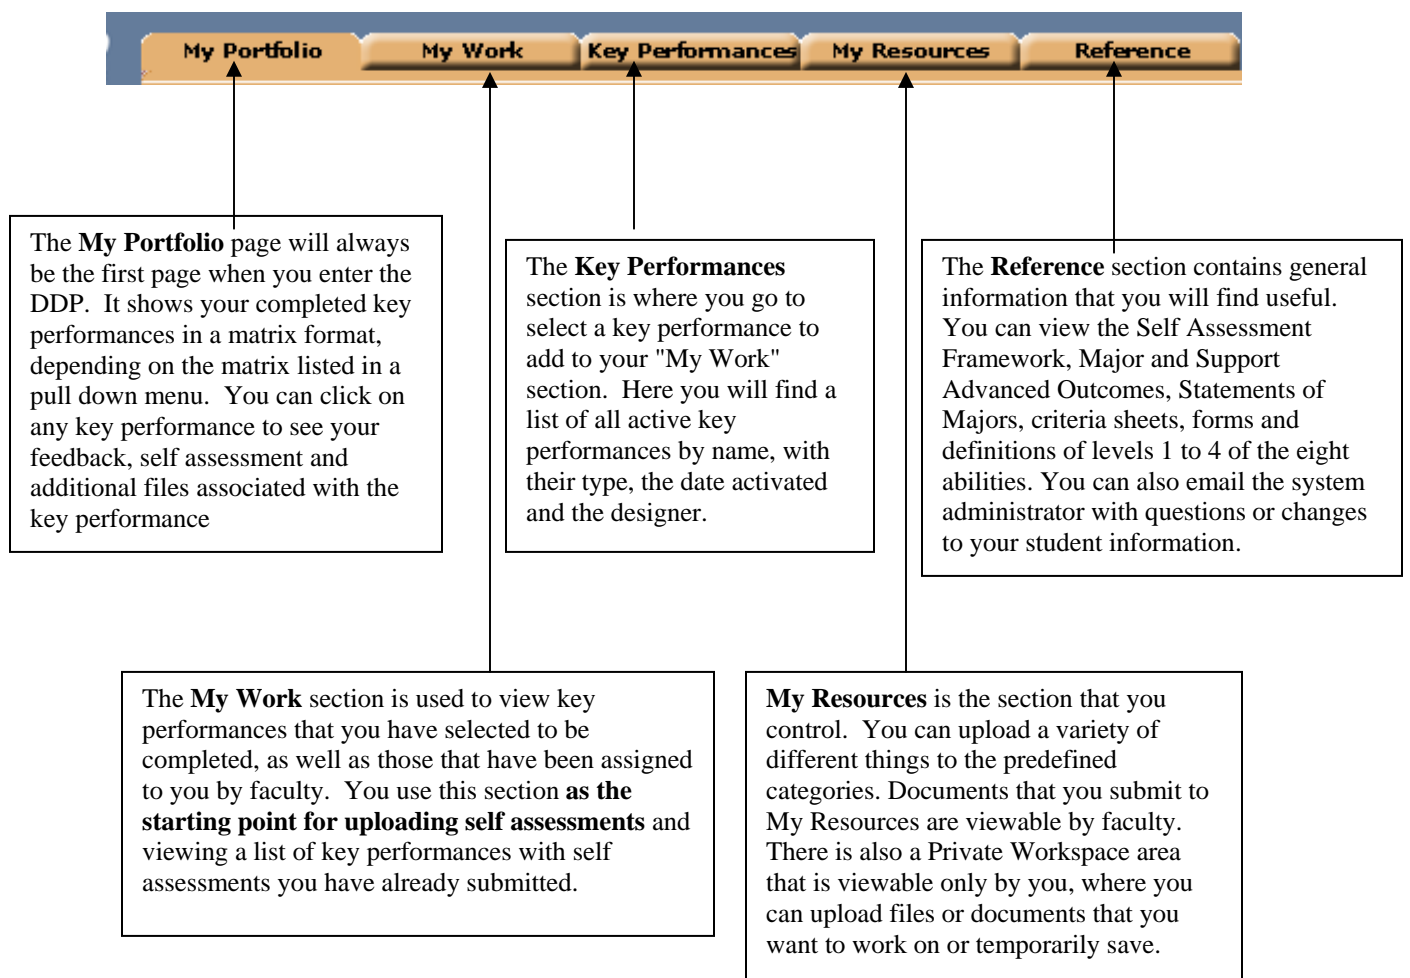 My Portfolio
My Work
Key Performances
My Resources
Reference
The My Portfolio page will always
be the first page when you enter the
DDP.  It shows your completed key
performances in a matrix format,
depending on the matrix listed in a
pull down menu.  You can click on
any key performance to see your
feedback, self assessment and
additional files associated with the
key performance
The Key Performances
section is where you go to
select a key performance to
add to your "My Work"
section.  Here you will find a
list of all active key
performances by name, with
their type, the date activated
and the designer.
The Reference section contains general
information that you will find useful.
You can view the Self Assessment
Framework, Major and Support
Advanced Outcomes, Statements of
Majors, criteria sheets, forms and
definitions of levels 1 to 4 of the eight
abilities. You can also email the system
administrator with questions or changes
to your student information.
The My Work section is used to view key
performances that you have selected to be
completed, as well as those that have been assigned
to you by faculty.  You use this section as the
starting point for uploading self assessments and
viewing a list of key performances with self
assessments you have already submitted.
My Resources is the section that you
control.  You can upload a variety of
different things to the predefined
categories. Documents that you submit to
My Resources are viewable by faculty.
There is also a Private Workspace area
that is viewable only by you, where you
can upload files or documents that you
want to work on or temporarily save.